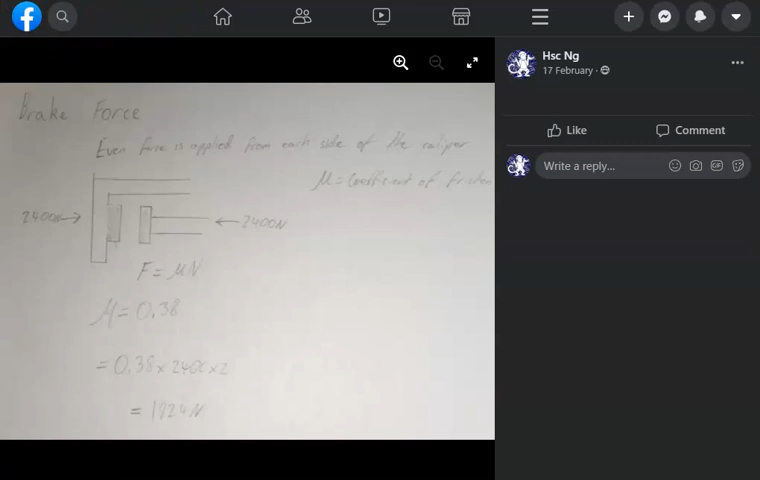 f
Hsc Ng
17 February
Brake Force
Even force is applied from each side of the caliper
μ = Coefficient of friction
2400N
2400N
F = μN
μ = 0.38
= 0.38 x 2400 x 2
= 1824N
Like
Comment
Write a reply...
GIF